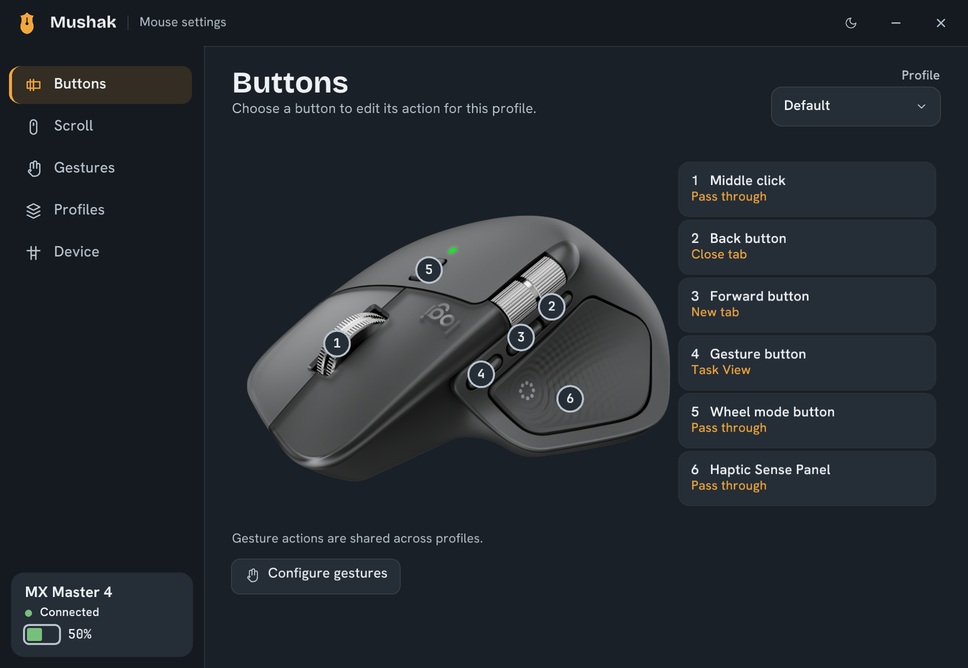 Mushak
Mouse settings
Buttons
Scroll
Gestures
Profiles
Device
MX Master 4
Connected
50%
Buttons
Choose a button to edit its action for this profile.
Profile
Default
logi
1
2
3
4
5
6
1 Middle click
Pass through
2 Back button
Close tab
3 Forward button
New tab
4 Gesture button
Task View
5 Wheel mode button
Pass through
6 Haptic Sense Panel
Pass through
Gesture actions are shared across profiles.
Configure gestures